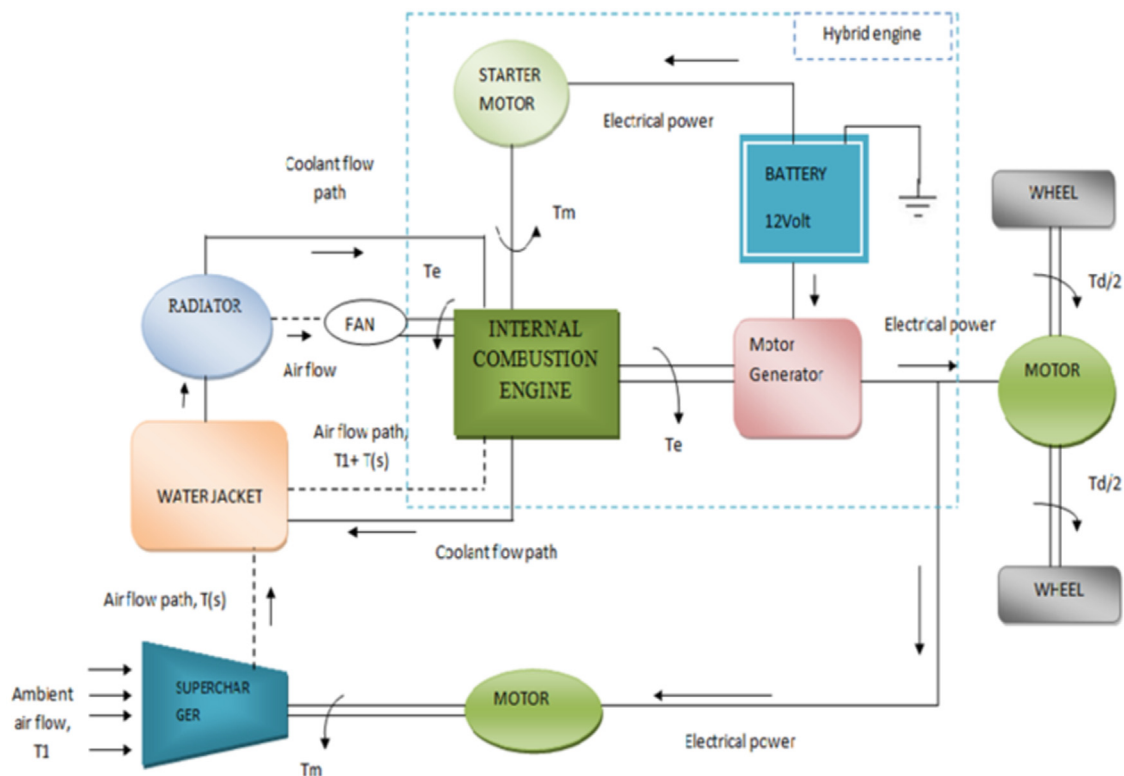 Hybrid engine
STARTER
MOTOR
Electrical power
BATTERY
12Volt
WHEEL
Coolant flow
path
Tm
Te
Td/2
RADIATOR
FAN
Air flow
INTERNAL
COMBUSTION
ENGINE
Motor
Generator
Electrical power
MOTOR
Te
Air flow path,
T1+ T(s)
WATER JACKET
Coolant flow path
Td/2
WHEEL
Air flow path, T(s)
Ambient
air flow,
T1
SUPERCHAR
GER
Tm
MOTOR
Electrical power